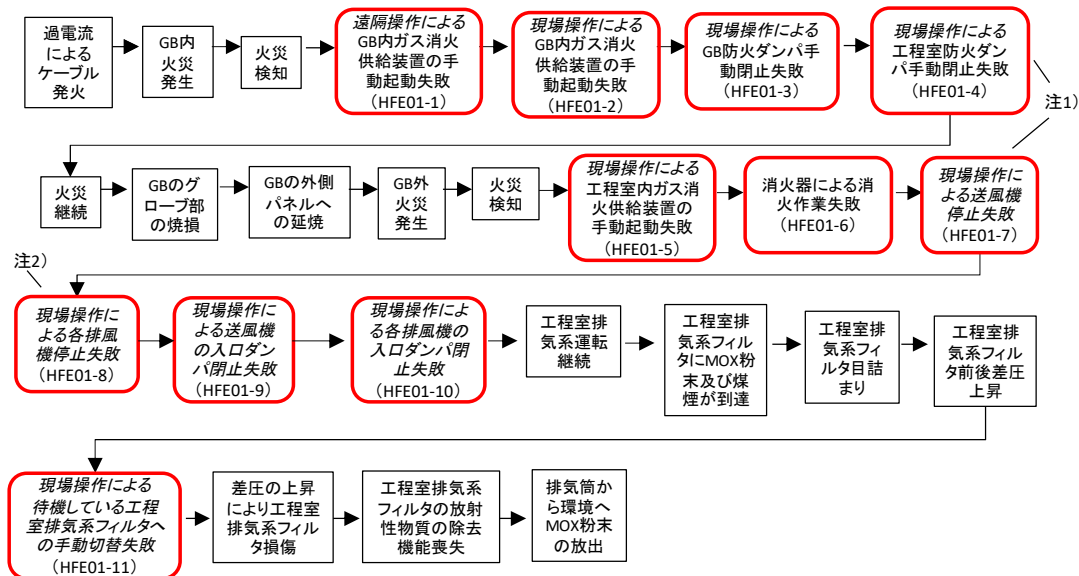 過電流
による
ケーブル
発火
GB内
火災
発生
火災
検知
遠隔操作による
GB内ガス消火
供給装置の手
動起動失敗
(HFE01-1)
現場操作による
GB内ガス消火
供給装置の手
動起動失敗
(HFE01-2)
現場操作による
GB防火ダンパ手
動閉止失敗
(HFE01-3)
現場操作による
工程室防火ダン
パ手動閉止失敗
(HFE01-4)
注1)
火災
継続
GBのグ
ローブ部
の焼損
GBの外側
パネルへ
の延焼
GB外
火災
発生
火災
検知
現場操作による
工程室内ガス消
火供給装置の
手動起動失敗
(HFE01-5)
消火器による消
火作業失敗
(HFE01-6)
現場操作によ
る送風機
停止失敗
(HFE01-7)
注2)
現場操作に
よる各排風
機停止失敗
(HFE01-8)
現場操作に
よる送風機
の入口ダン
パ閉止失敗
(HFE01-9)
現場操作によ
る各排風機の
入口ダンパ閉
止失敗
(HFE01-10)
工程室排
気系運転
継続
工程室排
気系フィル
タにMOX粉
末及び煤
煙が到達
工程室排
気系フィ
ルタ目詰
まり
工程室排
気系フィル
タ前後差圧
上昇
現場操作による
待機している工程
室排気系フィルタへ
の手動切替失敗
(HFE01-11)
差圧の上昇
により工程室
排気系フィル
タ損傷
工程室排気系
フィルタの放射
性物質の除去
機能喪失
排気筒か
ら環境へ
MOX粉末
の放出